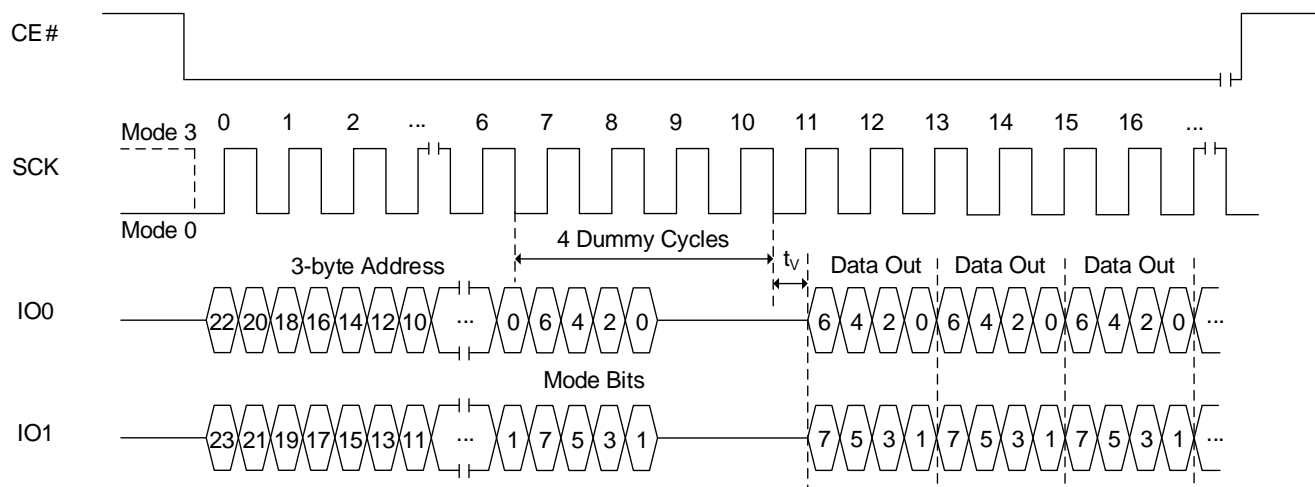 CE#
0 1 2 ... 6 7 8 9 10 11 12 13 14 15 16 ...
Mode 3
SCK
Mode 0
4 Dummy Cycles
tV
3-byte Address
Data Out Data Out Data Out
IO0
22 20 18 16 14 12 10 ... 0 6 4 2 0 6 4 2 0 6 4 2 0 6 4 2 0 ...
Mode Bits
IO1
23 21 19 17 15 13 11 ... 1 7 5 3 1 7 5 3 1 7 5 3 1 7 5 3 1 ...